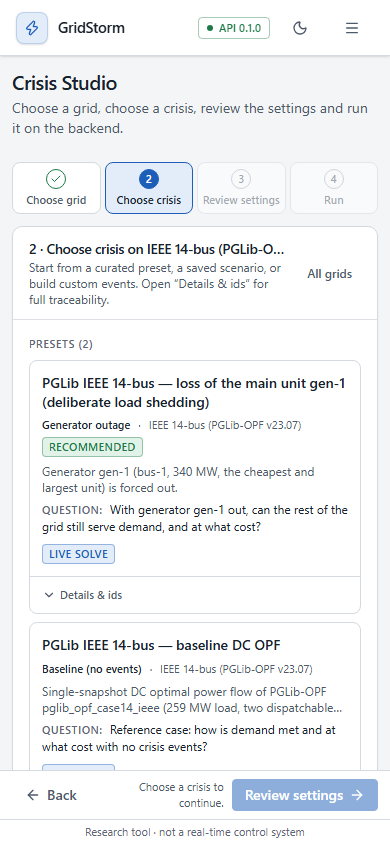 GridStorm
API 0.1.0
Crisis Studio
Choose a grid, choose a crisis, review the settings and run
it on the backend.
Choose grid
2
Choose crisis
3
Review settings
4
Run
2 · Choose crisis on IEEE 14-bus (PGLib-O...
Start from a curated preset, a saved scenario, or
build custom events. Open “Details & ids” for
full traceability.
All grids
PRESETS (2)
PGLib IEEE 14-bus — loss of the main unit gen-1
(deliberate load shedding)
Generator outage · IEEE 14-bus (PGLib-OPF v23.07)
RECOMMENDED
Generator gen-1 (bus-1, 340 MW, the cheapest and
largest unit) is forced out.
QUESTION: With generator gen-1 out, can the rest of the
grid still serve demand, and at what cost?
LIVE SOLVE
Details & ids
PGLib IEEE 14-bus — baseline DC OPF
Baseline (no events) · IEEE 14-bus (PGLib-OPF v23.07)
Single-snapshot DC optimal power flow of PGLib-OPF
pglib_opf_case14_ieee (259 MW load, two dispatchable...
QUESTION: Reference case: how is demand met and at
what cost with no crisis events?
Back
Choose a crisis to
continue.
Review settings
Research tool · not a real-time control system